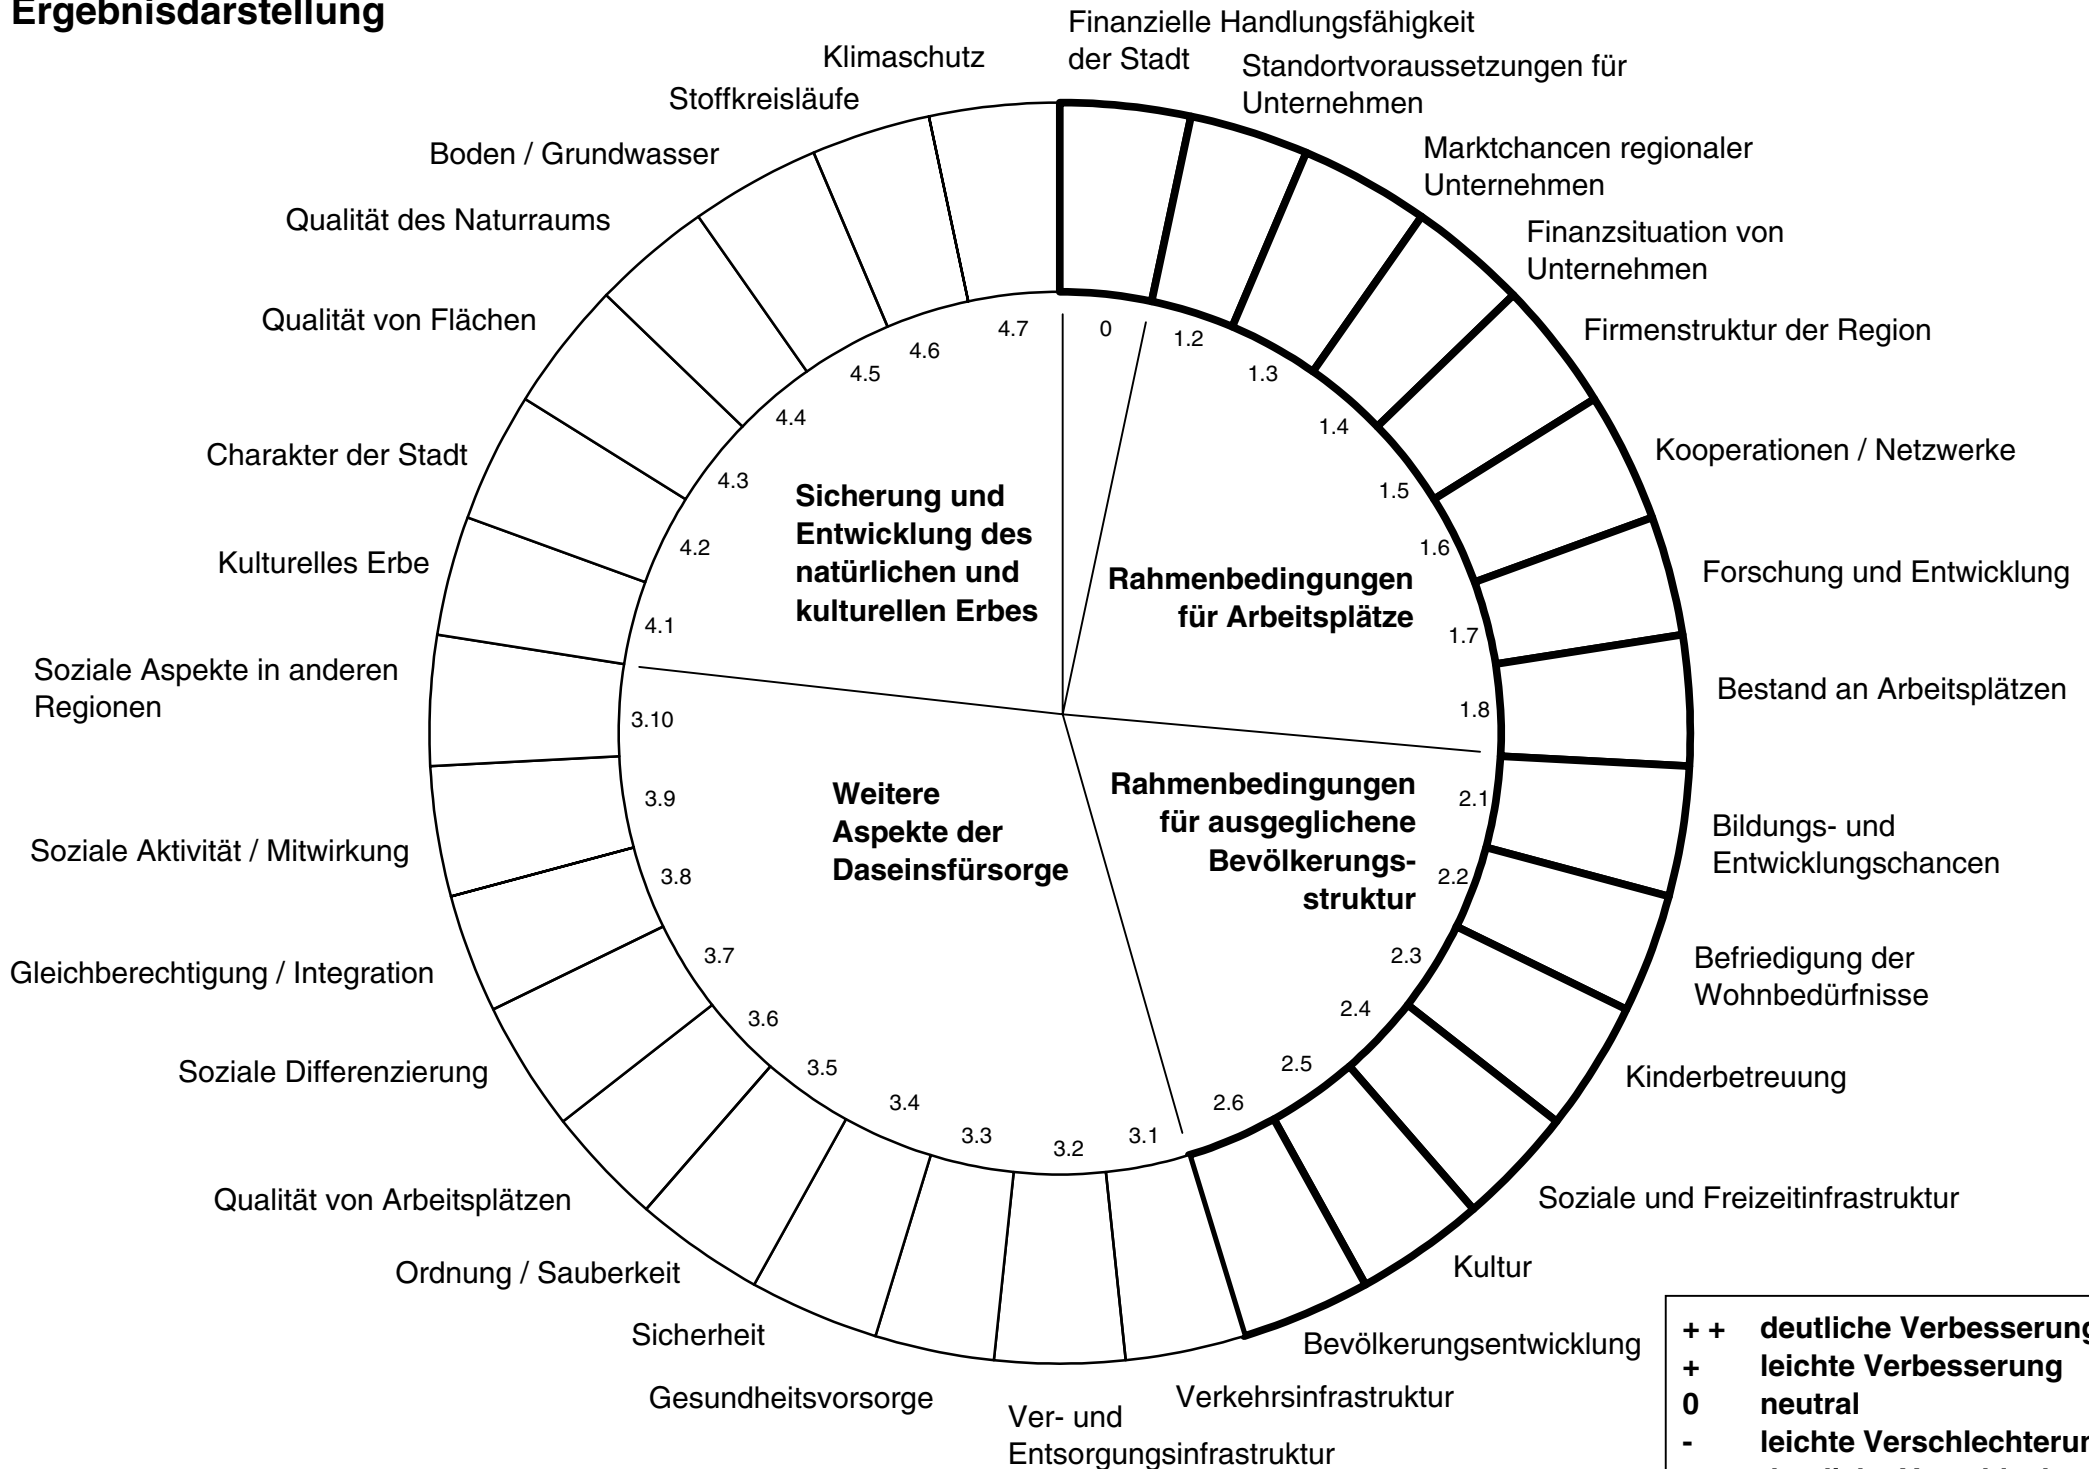 Ergebnisdarstellung
Finanzielle Handlungsfähigkeit
der Stadt
Standortvoraussetzungen für
Unternehmen
Marktchancen regionaler
Unternehmen
Finanzsituation von
Unternehmen
Firmenstruktur der Region
Kooperationen / Netzwerke
Forschung und Entwicklung
Bestand an Arbeitsplätzen
Bildungs- und
Entwicklungschancen
Befriedigung der
Wohnbedürfnisse
Kinderbetreuung
Soziale und Freizeitinfrastruktur
Kultur
Bevölkerungsentwicklung
Verkehrsinfrastruktur
Ver- und
Entsorgungsinfrastruktur
Gesundheitsvorsorge
Sicherheit
Ordnung / Sauberkeit
Qualität von Arbeitsplätzen
Soziale Differenzierung
Gleichberechtigung / Integration
Soziale Aktivität / Mitwirkung
Soziale Aspekte in anderen
Regionen
Kulturelles Erbe
Charakter der Stadt
Qualität von Flächen
Qualität des Naturraums
Boden / Grundwasser
Stoffkreisläufe
Klimaschutz
0
1.2
1.3
1.4
1.5
1.6
1.7
1.8
2.1
2.2
2.3
2.4
2.5
2.6
3.1
3.2
3.3
3.4
3.5
3.6
3.7
3.8
3.9
3.10
4.1
4.2
4.3
4.4
4.5
4.6
4.7
Sicherung und
Entwicklung des
natürlichen und
kulturellen Erbes
Rahmenbedingungen
für Arbeitsplätze
Rahmenbedingungen
für ausgeglichene
Bevölkerungs-
struktur
Weitere
Aspekte der
Daseinsfürsorge
+ + deutliche Verbesserung
+ leichte Verbesserung
0 neutral
- leichte Verschlechterun